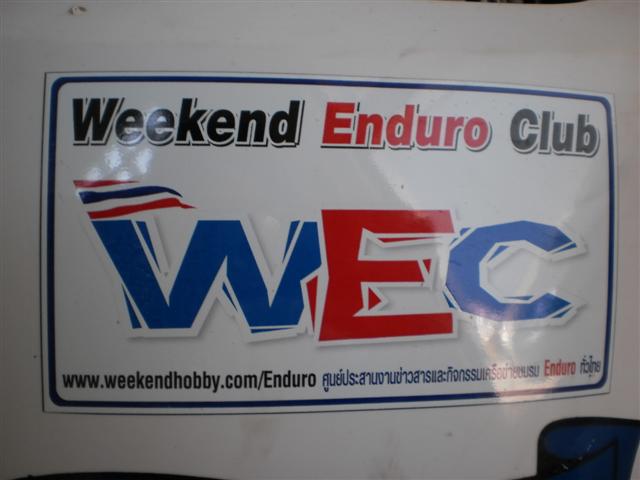 Weekend Enduro Club
WEC
www.weekendhobby.com/Enduro ศูนย์ประสานงานข่าวสารและกิจกรรมเครือข่ายชมรม Enduro ทั่วไทย